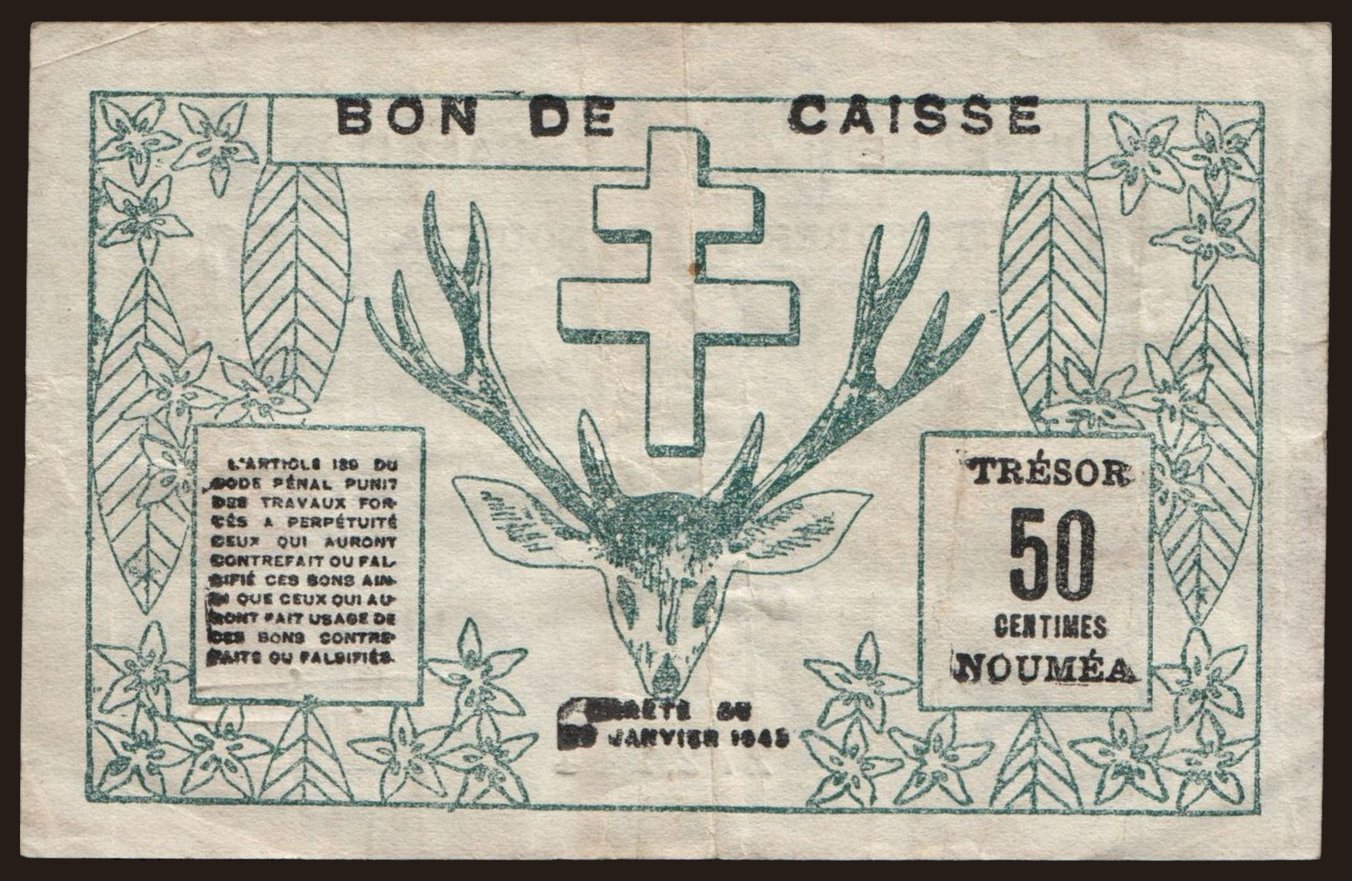 BON DE CAISSE
L'ARTICLE 139 DU
CODE PÉNAL PUNIT
DES TRAVAUX FOR-
CÉS A PERPÉTUITÉ
CEUX QUI AURONT
CONTREFAIT OU FAL-
SIFIÉ CES BONS AIN-
SI QUE CEUX QUI AU-
RONT FAIT USAGE DE
CES BONS CONTRE-
FAITS OU FALSIFIÉS.
TRÉSOR
50
CENTIMES
NOUMÉA
ARRÊTÉ DU
JANVIER 1943